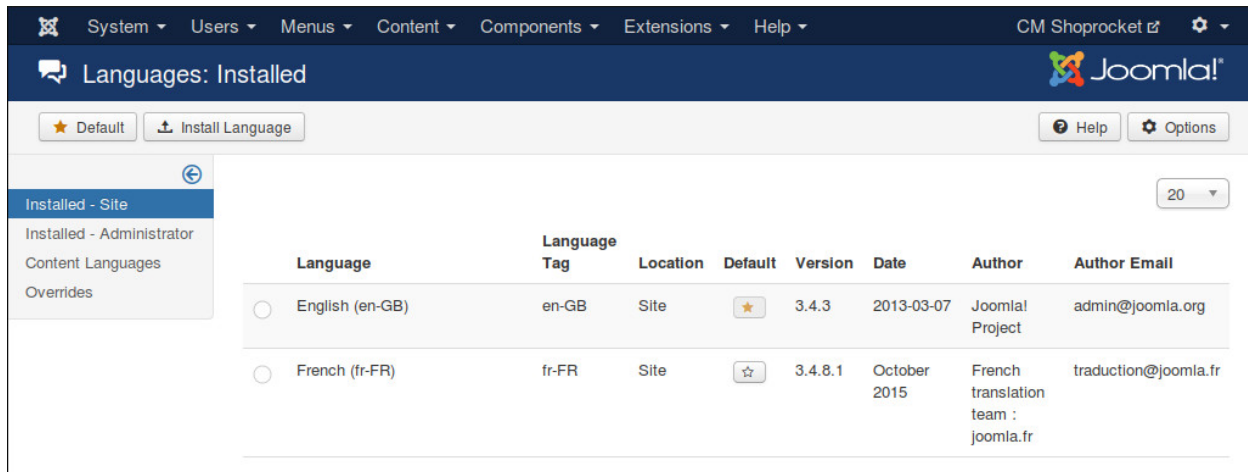 System Users Menus Content Components Extensions Help CM Shoprocket
Languages: Installed Joomla!®
Default Install Language Help Options
Installed - Site
20
Installed - Administrator
Content Languages
Overrides
Language Language Tag Location Default Version Date Author Author Email
English (en-GB) en-GB Site 3.4.3 2013-03-07 Joomla! Project admin@joomla.org
French (fr-FR) fr-FR Site 3.4.8.1 October 2015 French translation team : joomla.fr traduction@joomla.fr